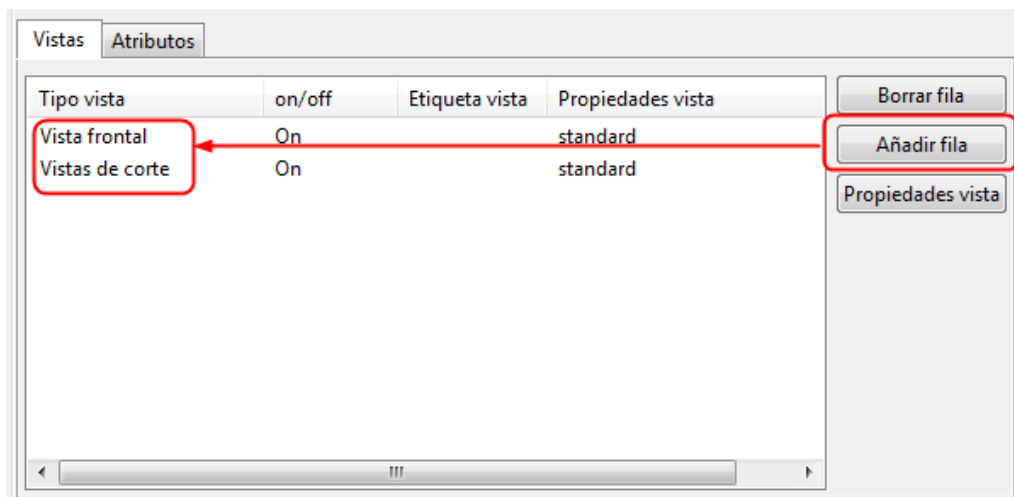 Vistas Atributos
Tipo vista on/off Etiqueta vista Propiedades vista Borrar fila
Vista frontal On standard Añadir fila
Vistas de corte On standard
Propiedades vista